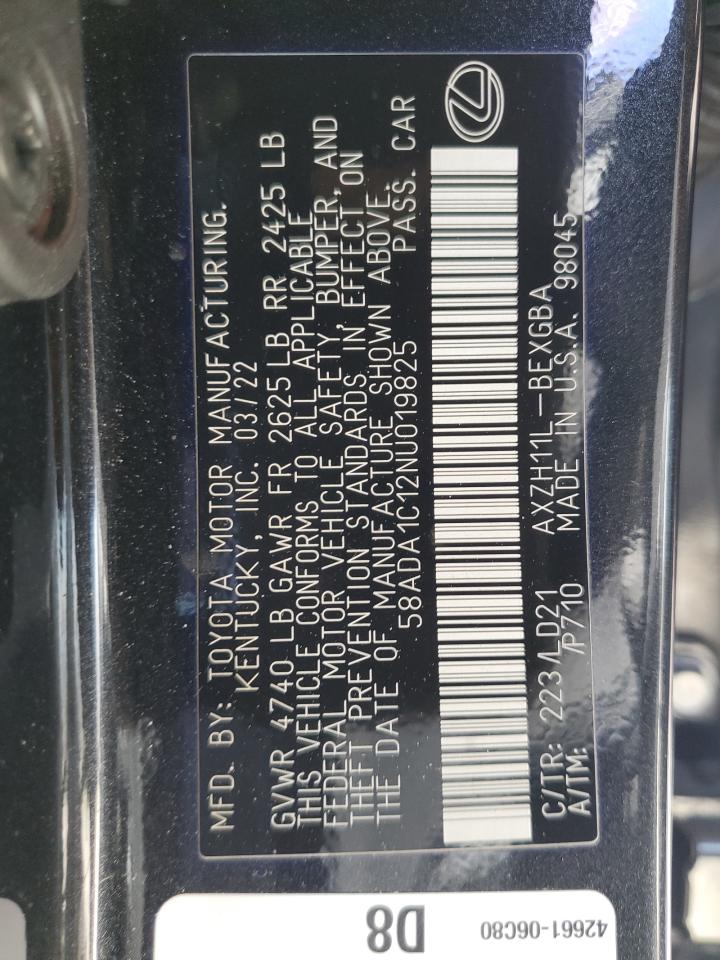 MFD. BY: TOYOTA MOTOR MANUFACTURING.
KENTUCKY, INC. 03/22
GVWR 4740 LB GAWR FR 2625 LB RR 2425 LB
THIS VEHICLE CONFORMS TO ALL APPLICABLE
FEDERAL MOTOR VEHICLE SAFETY, BUMPER, AND
THEFT PREVENTION STANDARDS IN EFFECT ON
THE DATE OF MANUFACTURE SHOWN ABOVE.
58ADA1C12NU019825 PASS. CAR
C/TR: 223/LD21 AXZH11L-BEXGBA
A/TM: /P710 MADE IN U.S.A. 98045
D8
42661-06C80